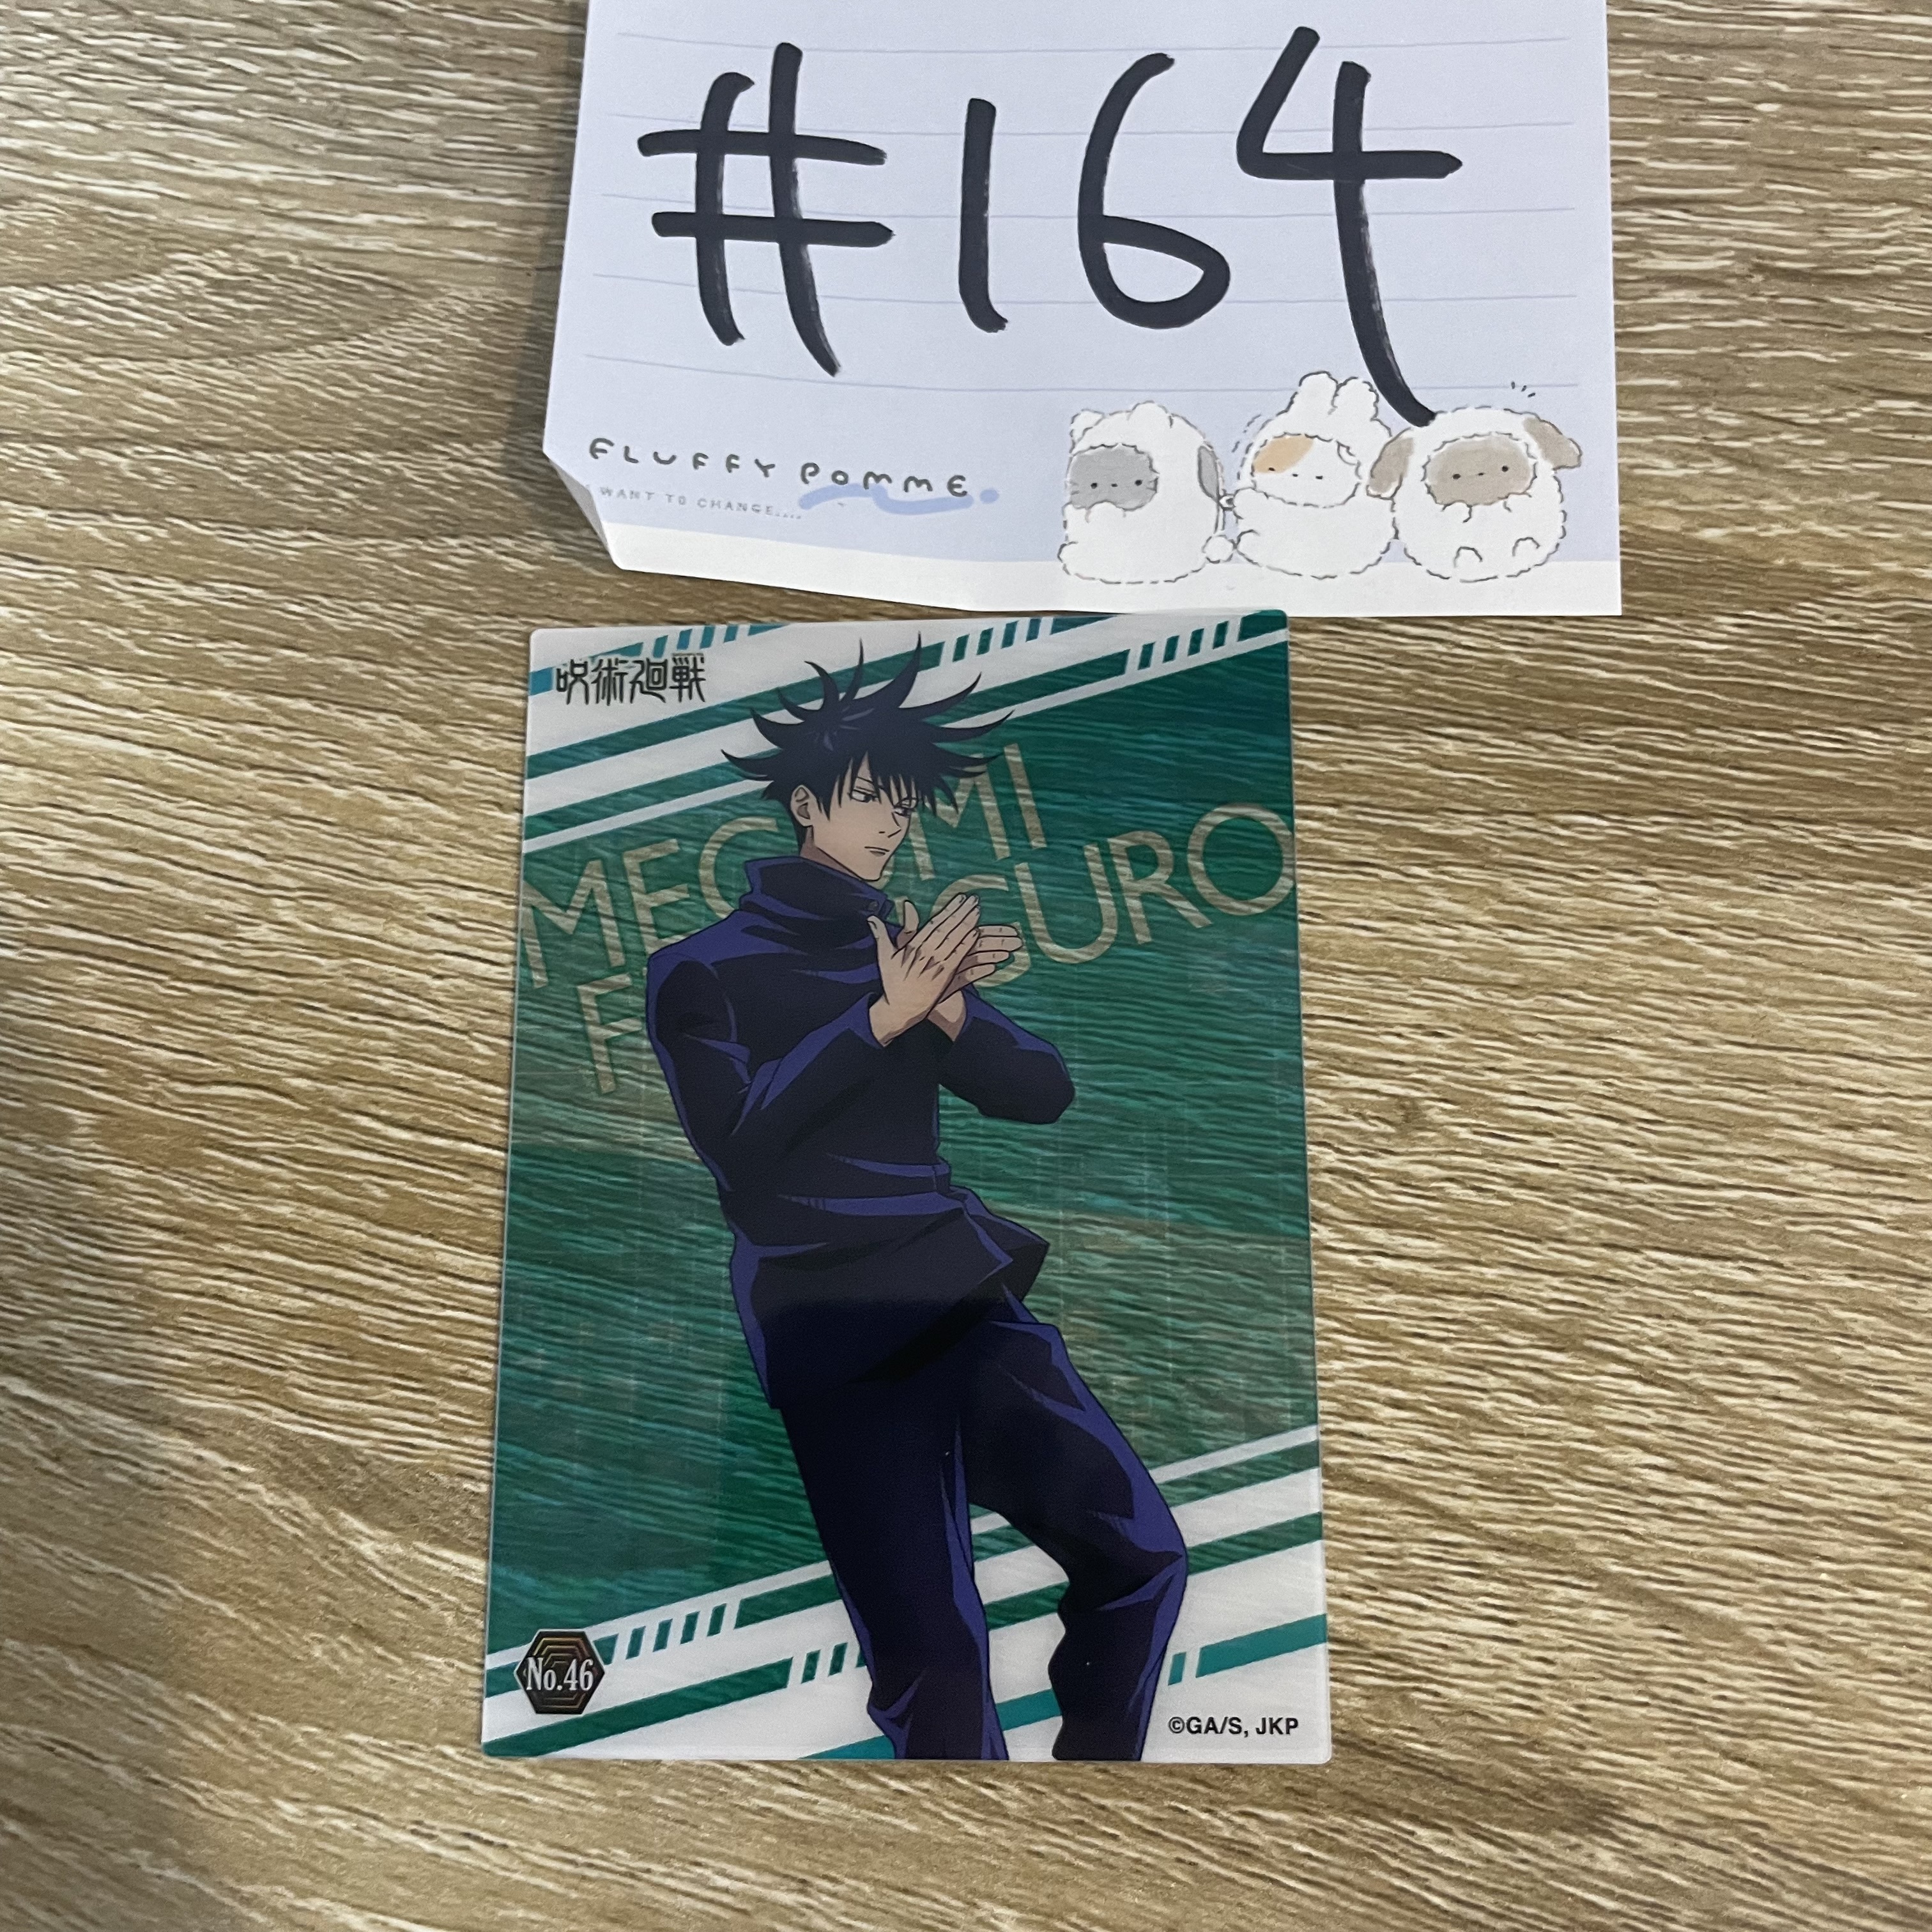 #164
FLUFFY POMME
I WANT TO CHANGE....
呪術廻戦
MEGUMI
FUSHIGURO
No.46
©GA/S, JKP